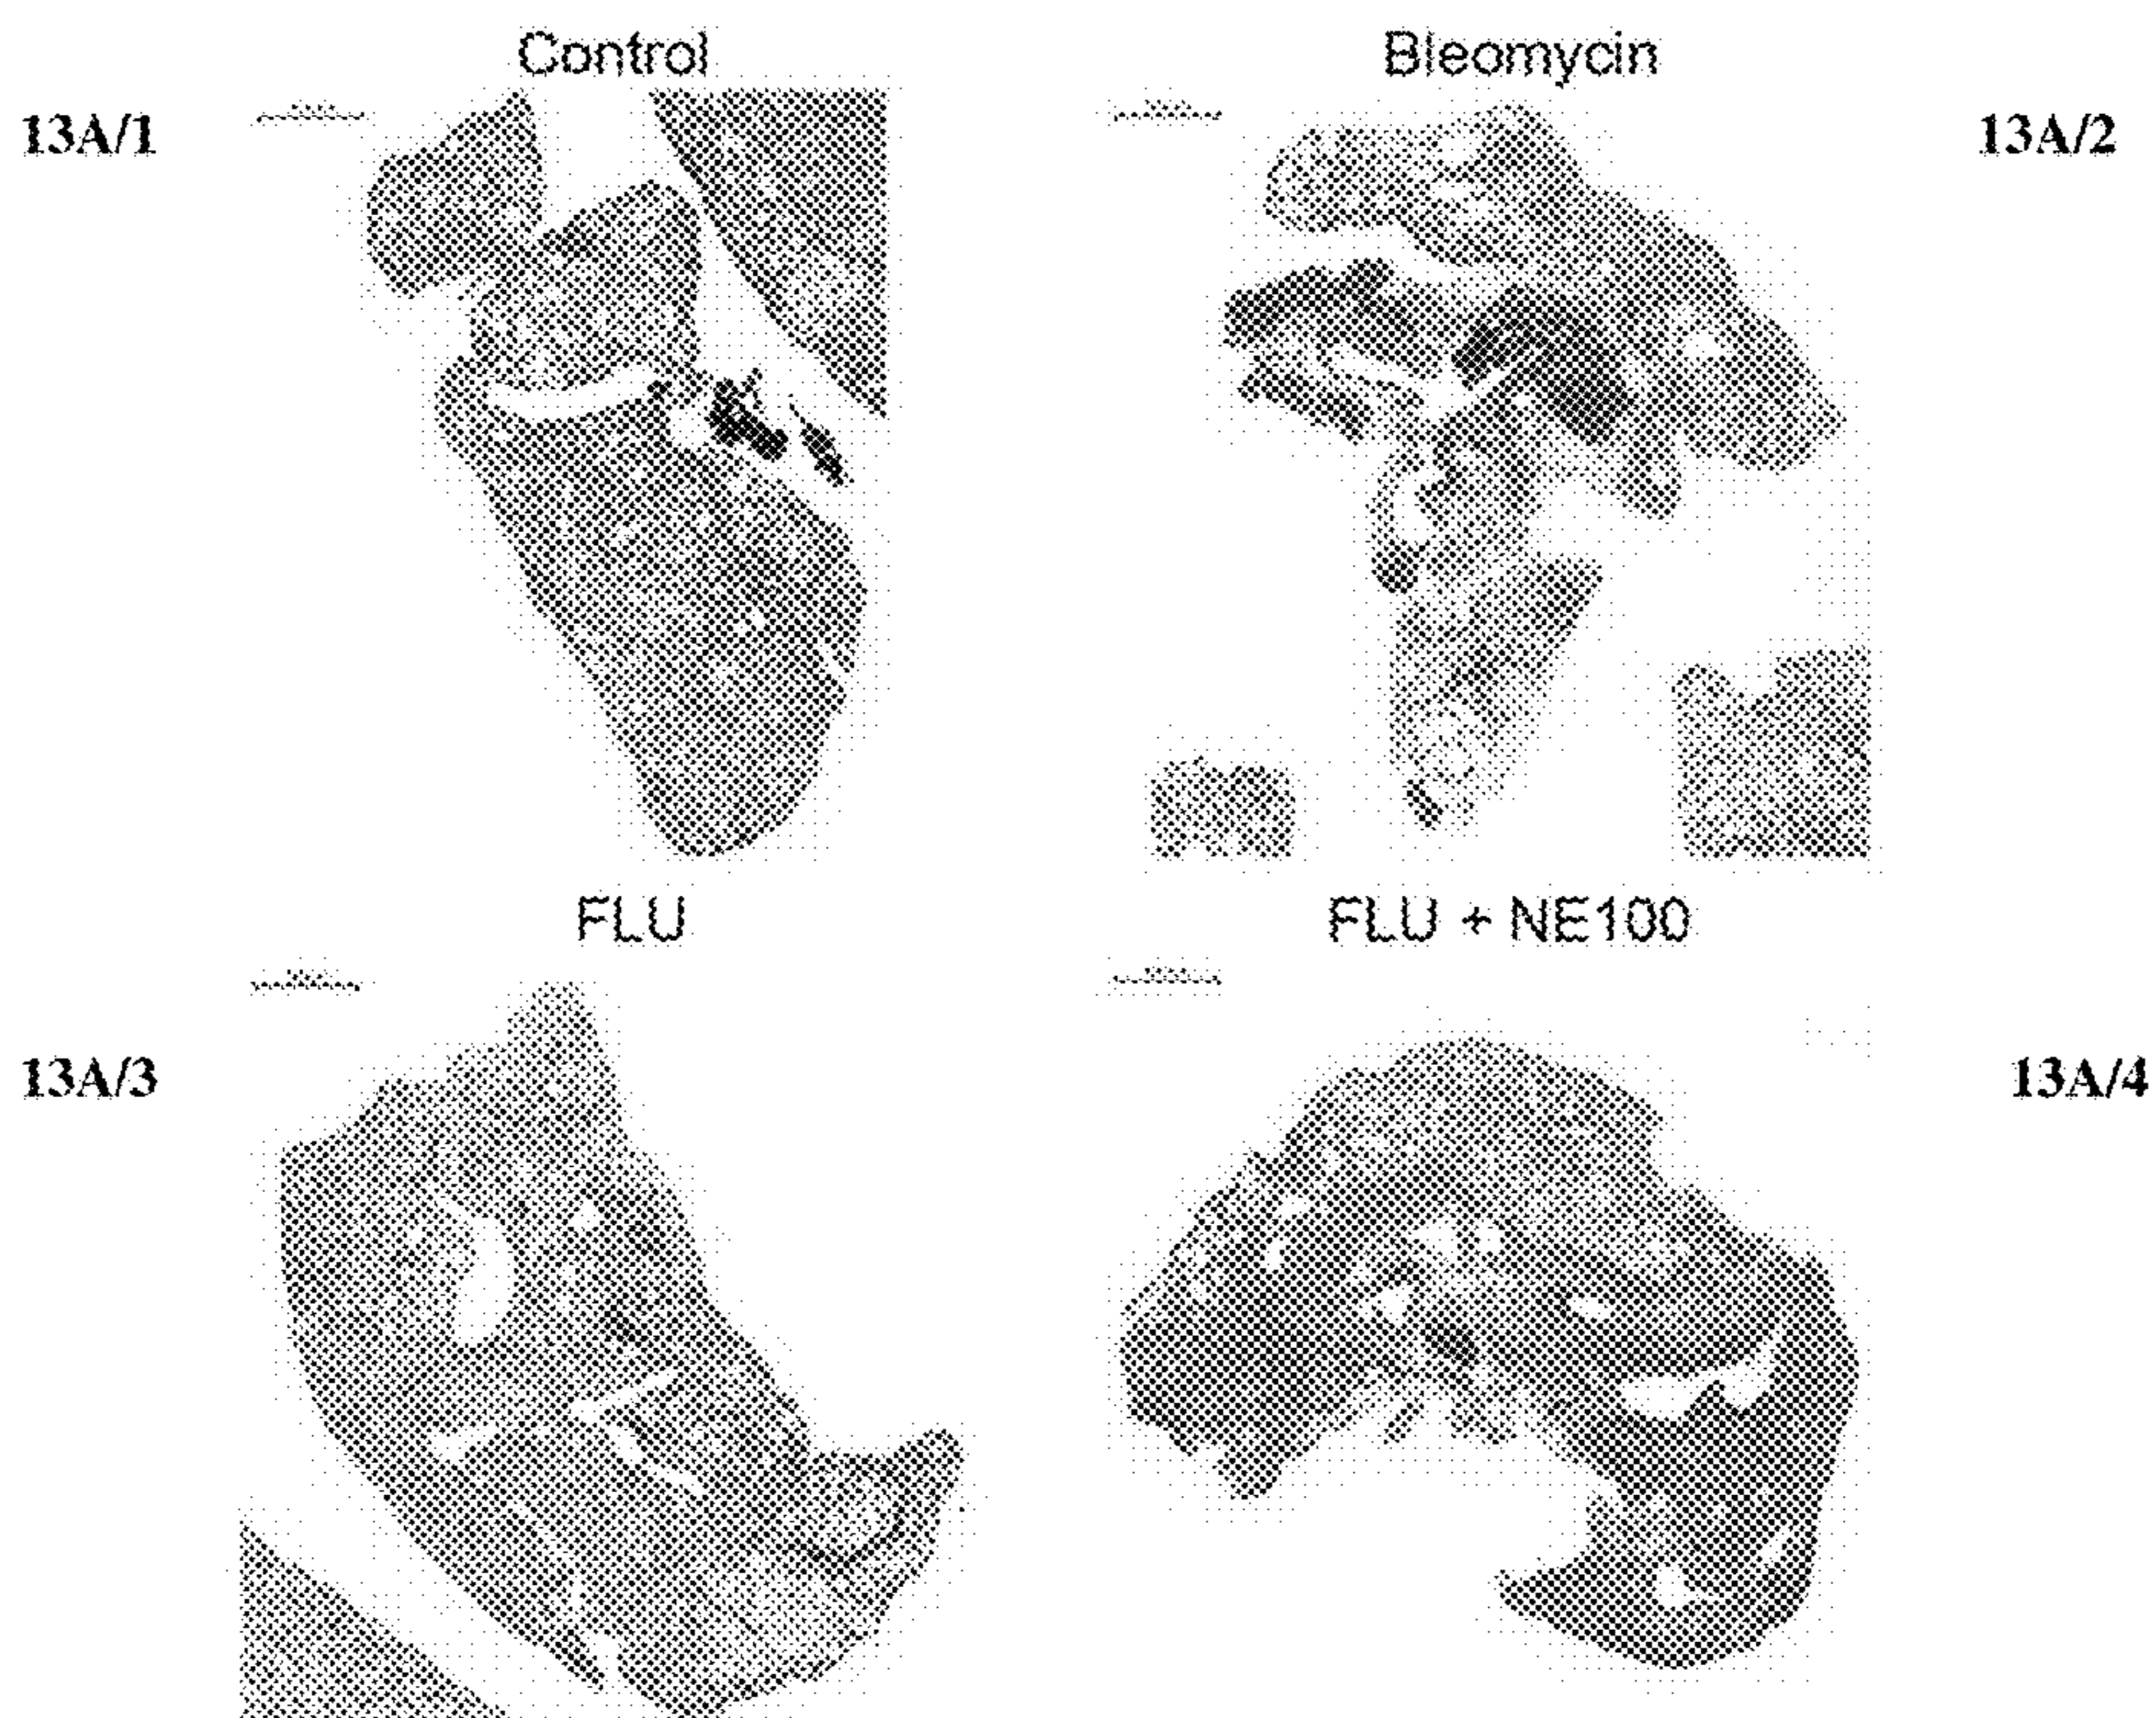 Control
Bleomycin
13A/1
13A/2
FLU
FLU + NE100
13A/3
13A/4